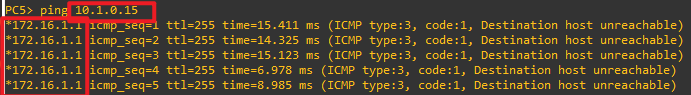 PC5> ping 10.1.0.15
*172.16.1.1 icmp_seq=1 ttl=255 time=15.411 ms (ICMP type:3, code:1, Destination host unreachable)
*172.16.1.1 icmp_seq=2 ttl=255 time=14.325 ms (ICMP type:3, code:1, Destination host unreachable)
*172.16.1.1 icmp_seq=3 ttl=255 time=15.123 ms (ICMP type:3, code:1, Destination host unreachable)
*172.16.1.1 icmp_seq=4 ttl=255 time=6.978 ms (ICMP type:3, code:1, Destination host unreachable)
*172.16.1.1 icmp_seq=5 ttl=255 time=8.985 ms (ICMP type:3, code:1, Destination host unreachable)